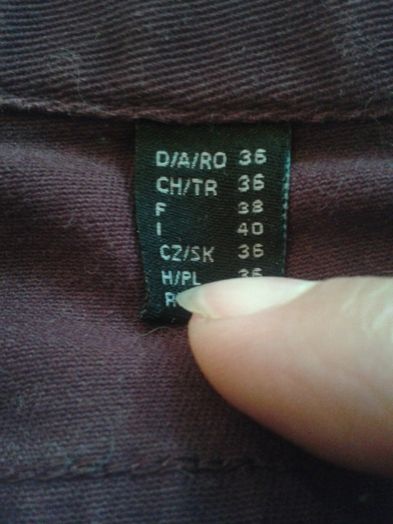 D/A/RO 36
CH/TR 36
F 38
I 40
CZ/SK 36
H/PL 36